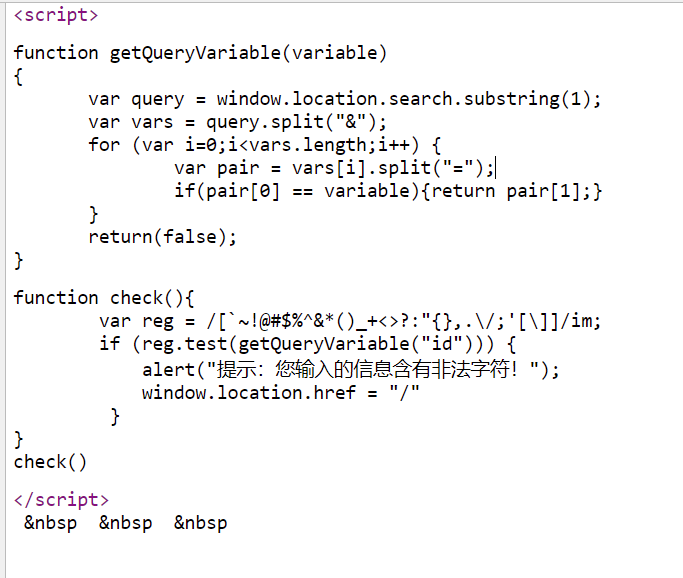 <script>
function getQueryVariable(variable)
{
var query = window.location.search.substring(1);
var vars = query.split("&");
for (var i=0;i<vars.length;i++) {
var pair = vars[i].split("=");
if(pair[0] == variable){return pair[1];}
}
return(false);
}
function check(){
var reg = /[`~!@#$%^&*()_+<>?:"{},.\/;'[\]]/im;
if (reg.test(getQueryVariable("id"))) {
alert("提示：您输入的信息含有非法字符！");
window.location.href = "/"
}
}
check()
</script>
&nbsp &nbsp &nbsp